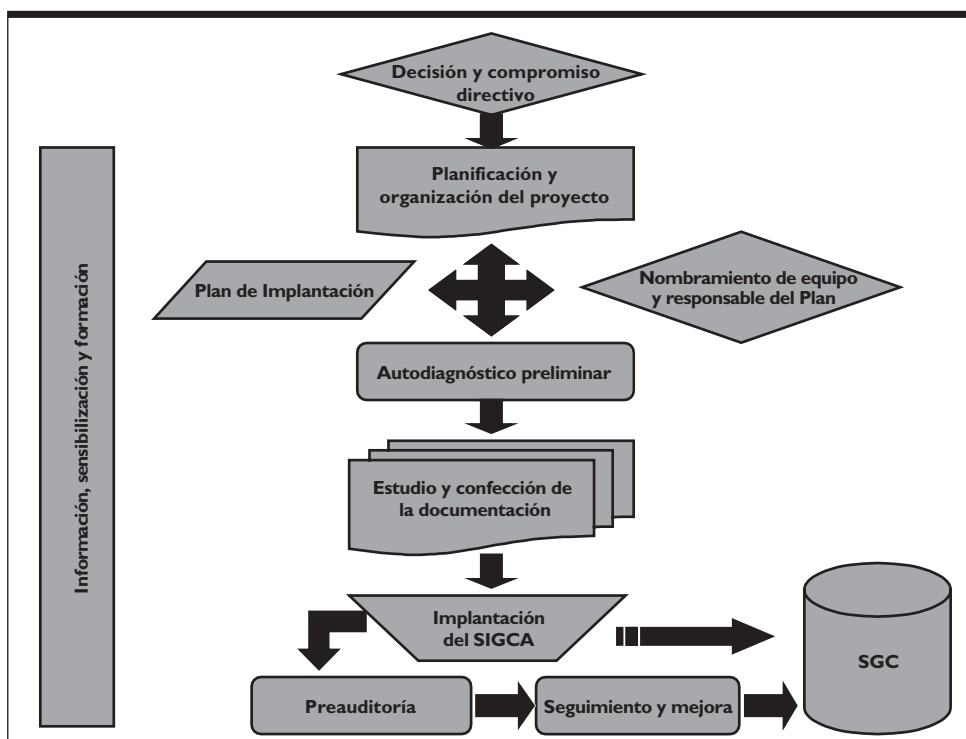 Decisión y compromiso
directivo
Planificación y
organización del proyecto
Plan de Implantación
Nombramiento de equipo
y responsable del Plan
Autodiagnóstico preliminar
Estudio y confección de
la documentación
Implantación
del SIGCA
SGC
Preauditoría
Seguimiento y mejora
Información, sensibilización y formación